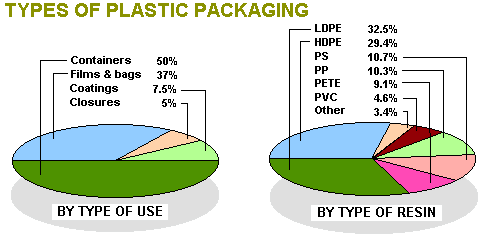 TYPES OF PLASTIC PACKAGING
Containers 50%
Films & bags 37%
Coatings 7.5%
Closures 5%
BY TYPE OF USE
LDPE 32.5%
HDPE 29.4%
PS 10.7%
PP 10.3%
PETE 9.1%
PVC 4.6%
Other 3.4%
BY TYPE OF RESIN